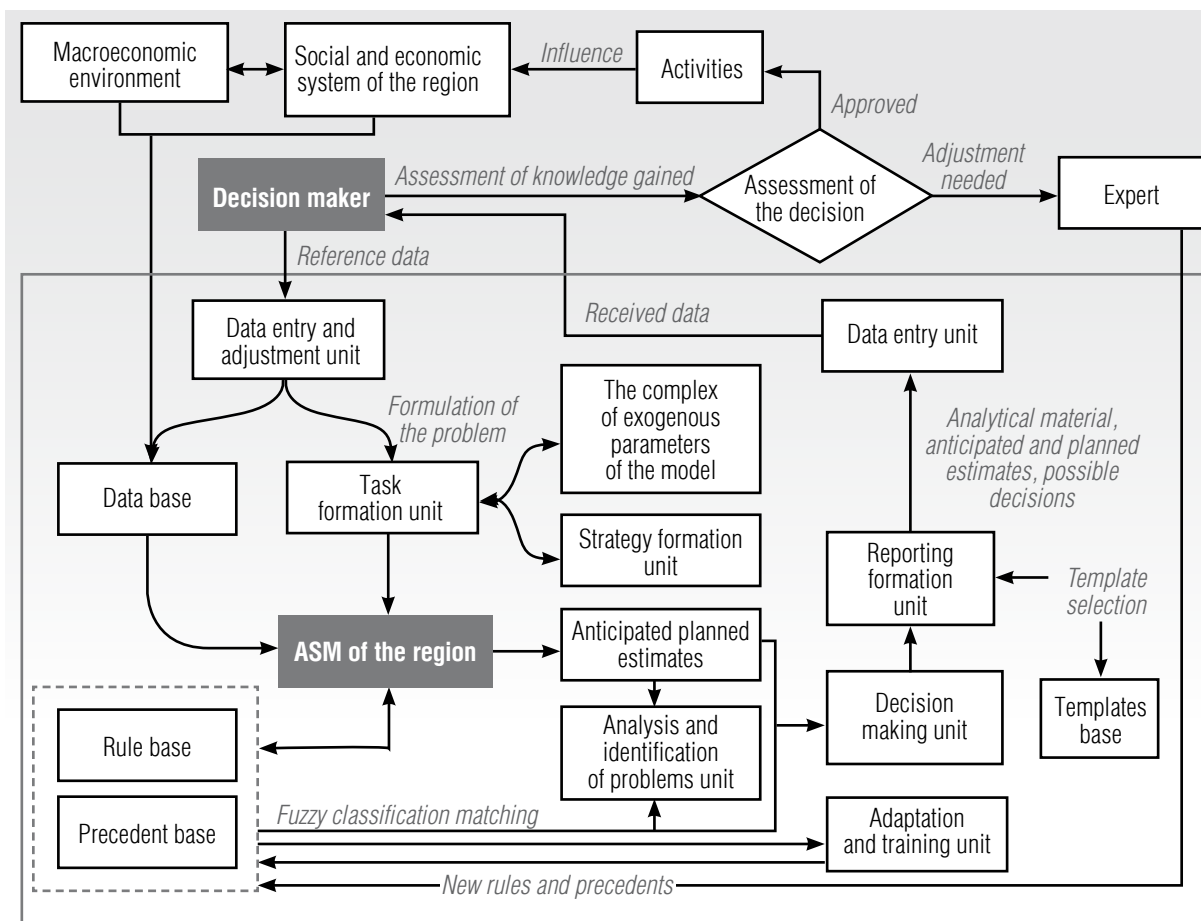 Macroeconomic
environment
Social and economic
system of the region
Influence
Activities
Approved
Decision maker
Assessment of knowledge gained
Assessment of
the decision
Adjustment
needed
Expert
Reference data
Data entry and
adjustment unit
Received data
Data entry unit
Formulation of
the problem
The complex
of exogenous
parameters
of the model
Analytical material,
anticipated and planned
estimates, possible
decisions
Data base
Task
formation unit
Strategy formation
unit
Reporting
formation
unit
Template
selection
ASM of the region
Anticipated planned
estimates
Decision
making unit
Templates
base
Rule base
Analysis and
identification
of problems unit
Precedent base
Fuzzy classification matching
Adaptation
and training unit
New rules and precedents